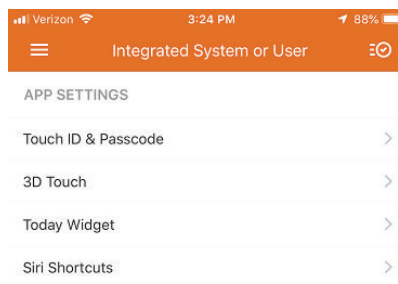 Verizon 3:24 PM 88%
Integrated System or User
APP SETTINGS
Touch ID & Passcode
3D Touch
Today Widget
Siri Shortcuts